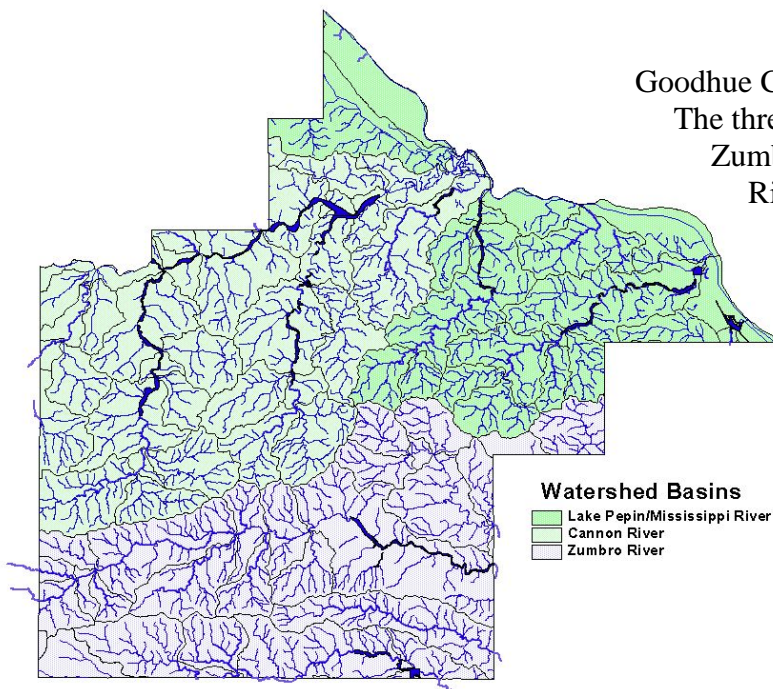 Goodhue C
The thre
Zumb
Ri
Watershed Basins
Lake Pepin/Mississippi River
Cannon River
Zumbro River